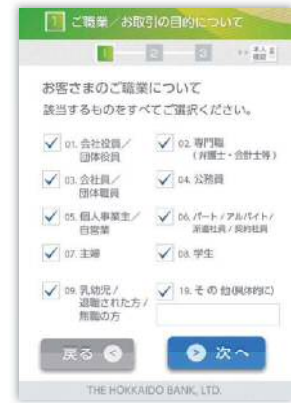 1 ご職業／お取引の目的について
1 2 3 本人確認
お客さまのご職業について
該当するものをすべてご選択ください。
01. 会社役員／
団体役員
02. 専門職
(弁護士・会計士等)
03. 会社員／
団体職員
04. 公務員
05. 個人事業主／
自営業
06. パート／アルバイト／
派遣社員／契約社員
07. 主婦
08. 学生
09. 乳幼児／
退職された方／
無職の方
19. その他(具体的に)
戻る
次へ
THE HOKKAIDO BANK, LTD.